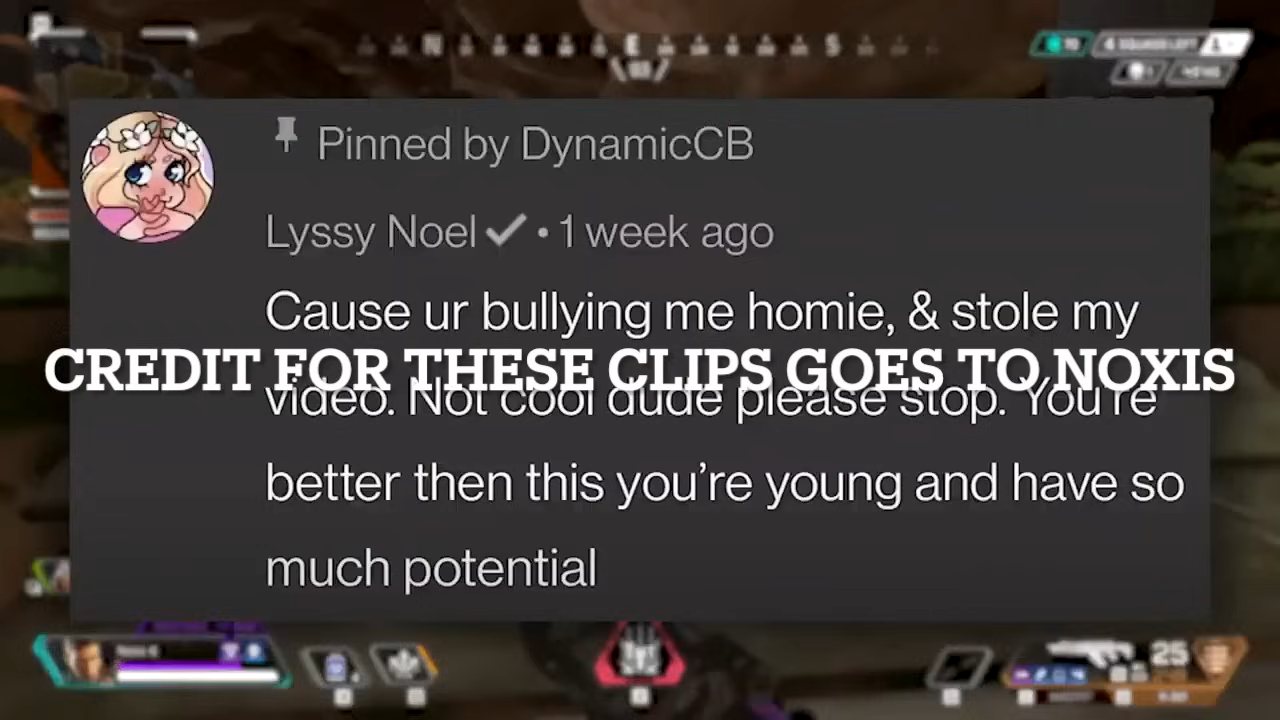 N E S
Pinned by DynamicCB
Lyssy Noel • 1 week ago
Cause ur bullying me homie, & stole my
CREDIT FOR THESE CLIPS GOES TO NOXIS
video. Not cool dude please stop. You're
better then this you’re young and have so
much potential
25